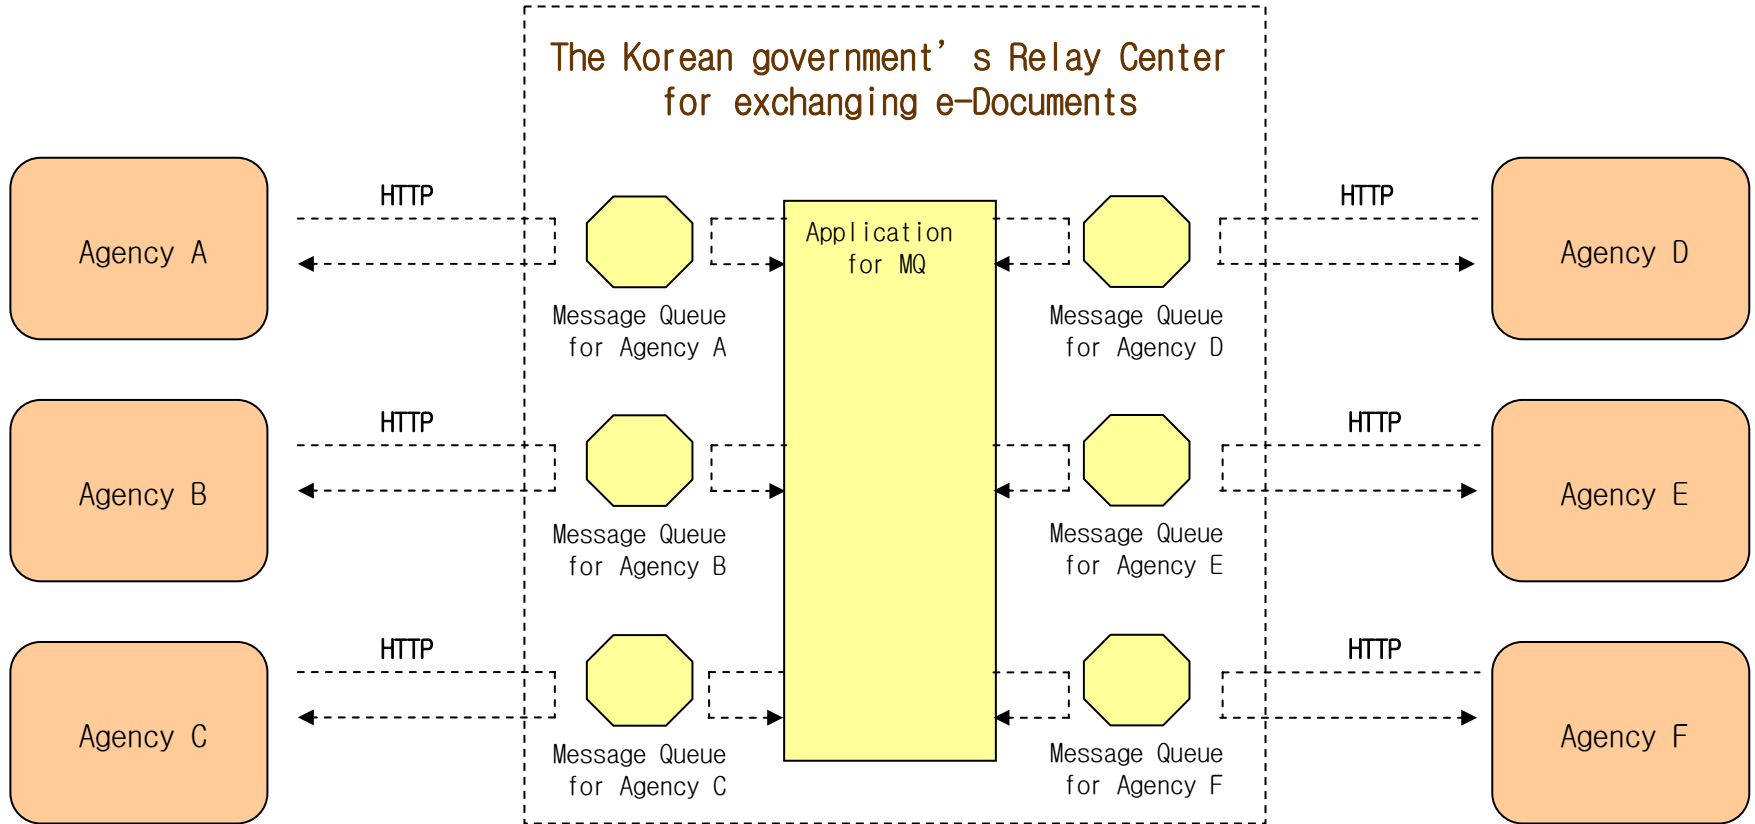 The Korean government's Relay Center
for exchanging e-Documents
HTTP
HTTP
Agency A
Application
for MQ
Agency D
Message Queue
for Agency A
Message Queue
for Agency D
HTTP
HTTP
Agency B
Agency E
Message Queue
for Agency B
Message Queue
for Agency E
HTTP
HTTP
Agency C
Agency F
Message Queue
for Agency C
Message Queue
for Agency F